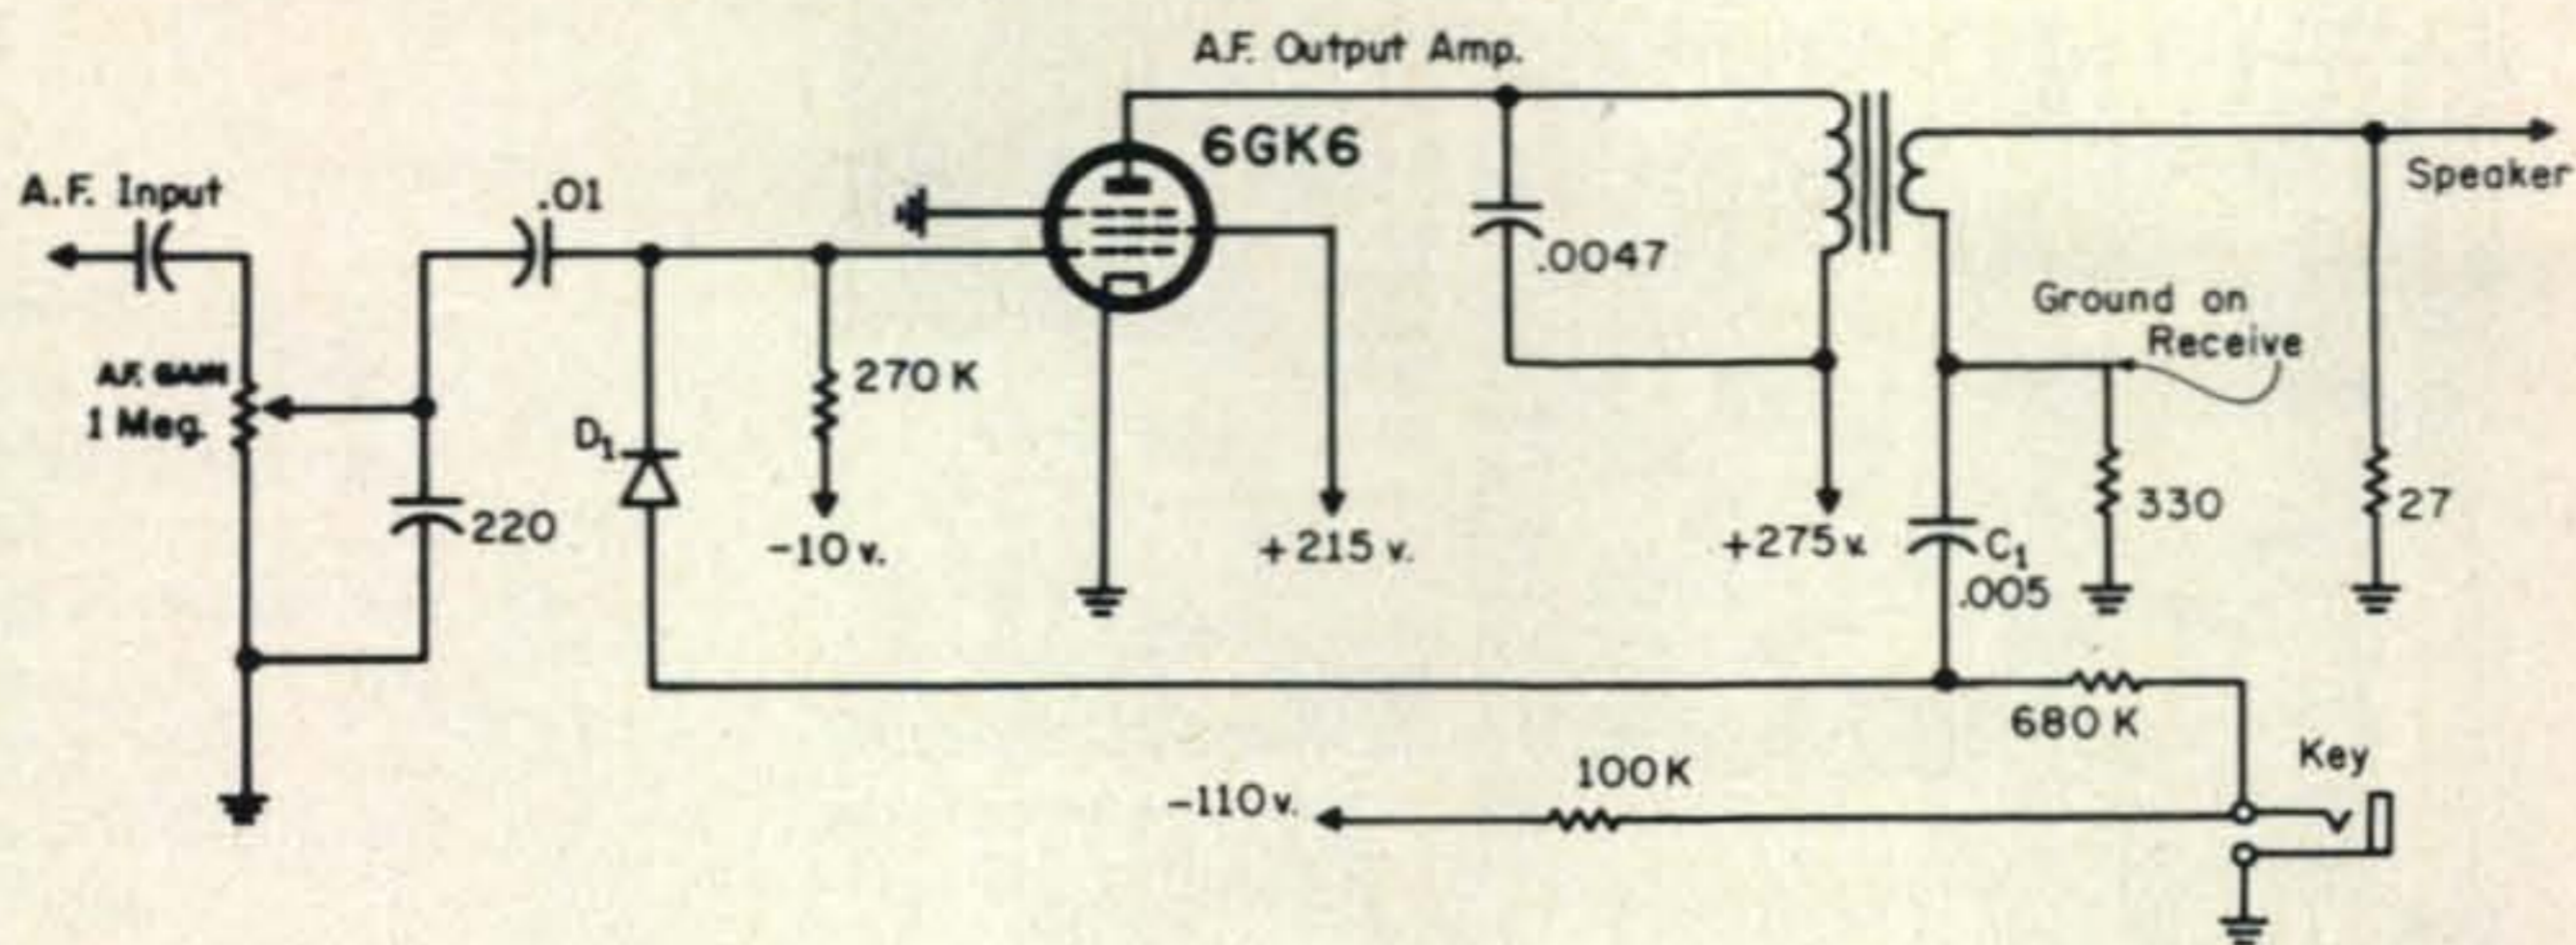 A.F. Output Amp.
6GK6
A.F. Input
.01
Speaker
.0047
Ground on
Receive
A.F. GAIN
1 Meg.
270 K
D1
220
-10 v.
+215 v.
+275 v.
C1
.005
330
27
680 K
Key
100 K
-110 v.